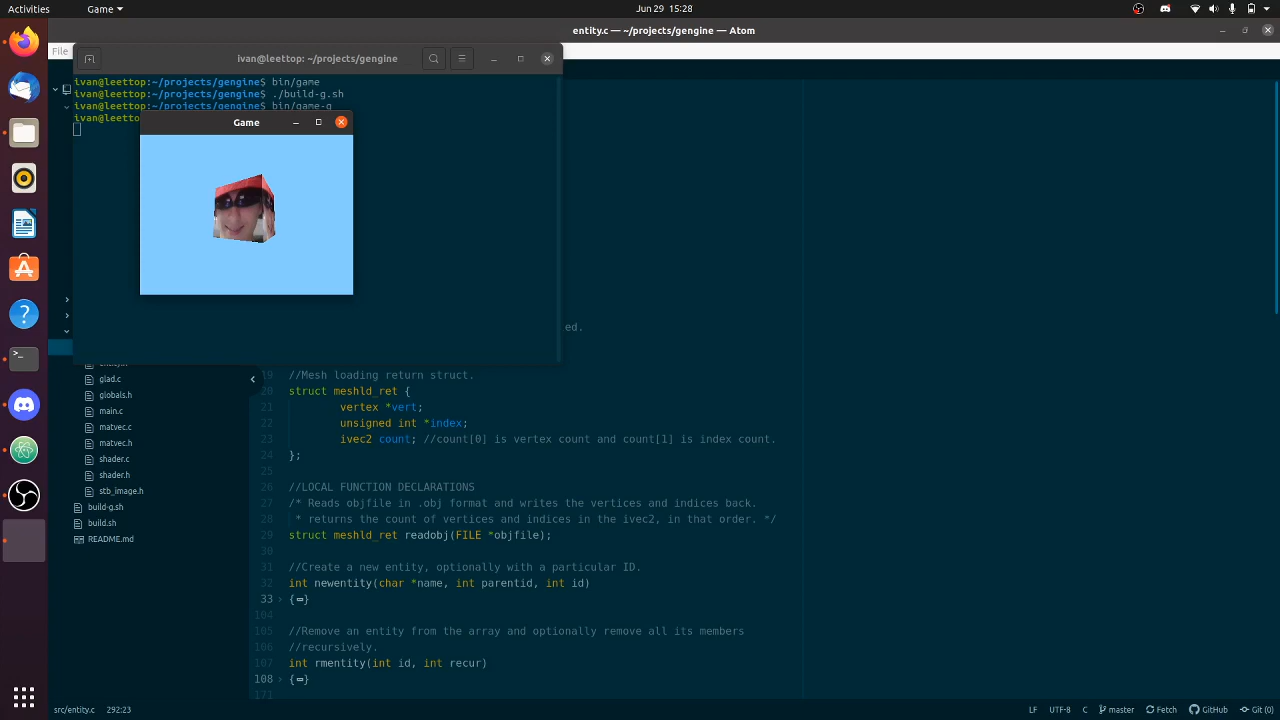 Activities
Game
Jun 29 15:28
entity.c — ~/projects/gengine — Atom
File
ivan@leettop: ~/projects/gengine
ivan@leettop:~/projects/gengine$ bin/game
ivan@leettop:~/projects/gengine$ ./build-g.sh
ivan@leettop:~/projects/gengine$ bin/game-g
ivan@leetto
Game
ed.
glad.c
globals.h
main.c
matvec.c
matvec.h
shader.c
shader.h
stb_image.h
build-g.sh
build.sh
README.md
19 //Mesh loading return struct.
20 struct meshld_ret {
21 vertex *vert;
22 unsigned int *index;
23 ivec2 count; //count[0] is vertex count and count[1] is index count.
24 };
25
26 //LOCAL FUNCTION DECLARATIONS
27 /* Reads objfile in .obj format and writes the vertices and indices back.
28 * returns the count of vertices and indices in the ivec2, in that order. */
29 struct meshld_ret readobj(FILE *objfile);
30
31 //Create a new entity, optionally with a particular ID.
32 int newentity(char *name, int parentid, int id)
33 {}
104
105 //Remove an entity from the array and optionally remove all its members
106 //recursively.
107 int rmentity(int id, int recur)
108 {}
171
src/entity.c 292:23
LF UTF-8 C master Fetch GitHub Git (0)